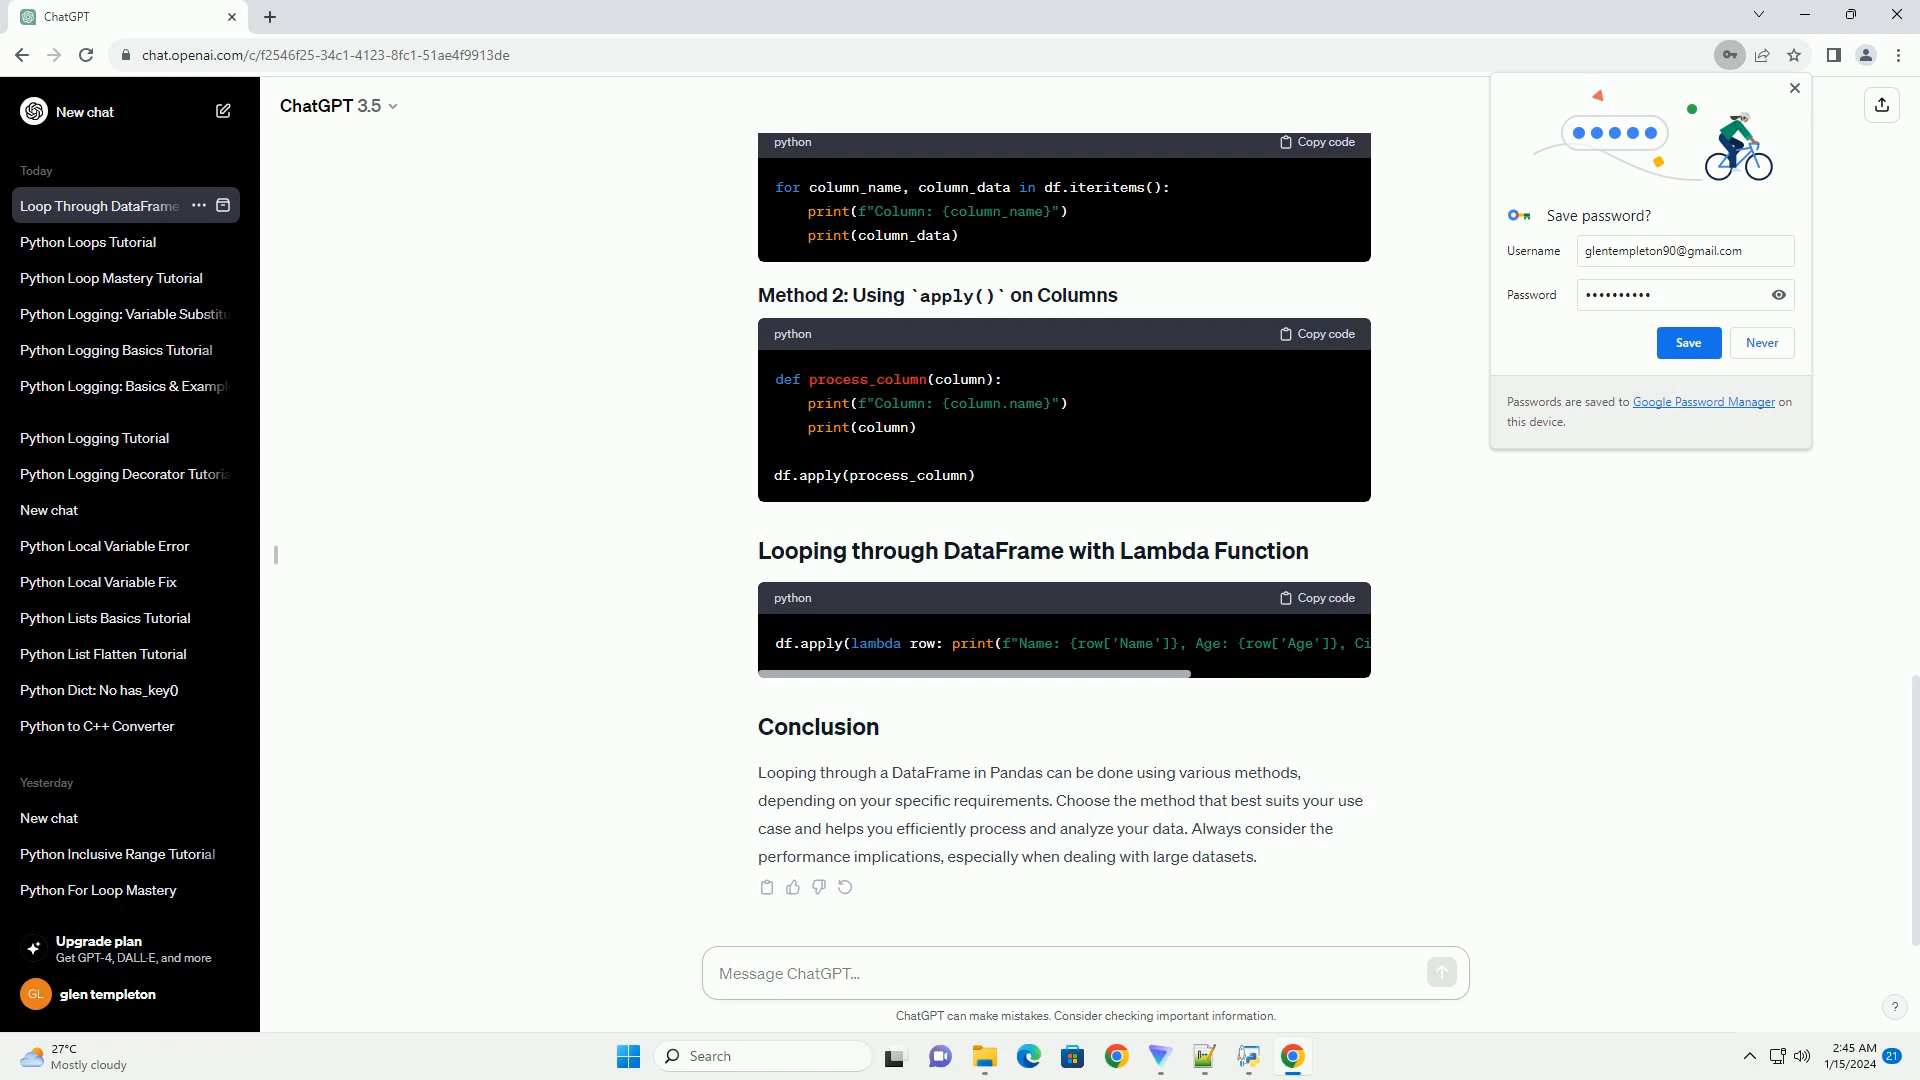 ChatGPT
chat.openai.com/c/f2546f25-34c1-4123-8fc1-51ae4f9913de
New chat
Today
Loop Through DataFrame
Python Loops Tutorial
Python Loop Mastery Tutorial
Python Logging: Variable Substitu
Python Logging Basics Tutorial
Python Logging: Basics & Exampl
Python Logging Tutorial
Python Logging Decorator Tutoria
New chat
Python Local Variable Error
Python Local Variable Fix
Python Lists Basics Tutorial
Python List Flatten Tutorial
Python Dict: No has_key()
Python to C++ Converter
Yesterday
New chat
Python Inclusive Range Tutorial
Python For Loop Mastery
Upgrade plan
Get GPT-4, DALL·E, and more
GL
glen templeton
ChatGPT 3.5
python
Copy code
for column_name, column_data in df.iteritems():
print(f"Column: {column_name}")
print(column_data)
Method 2: Using `apply()` on Columns
python
Copy code
def process_column(column):
print(f"Column: {column.name}")
print(column)
df.apply(process_column)
Looping through DataFrame with Lambda Function
python
Copy code
df.apply(lambda row: print(f"Name: {row['Name']}, Age: {row['Age']}, Ci
Conclusion
Looping through a DataFrame in Pandas can be done using various methods,
depending on your specific requirements. Choose the method that best suits your use
case and helps you efficiently process and analyze your data. Always consider the
performance implications, especially when dealing with large datasets.
Message ChatGPT...
ChatGPT can make mistakes. Consider checking important information.
Save password?
Username
glentempleton90@gmail.com
Password
••••••••••
Save
Never
Passwords are saved to Google Password Manager on
this device.
?
27°C
Mostly cloudy
Search
2:45 AM
1/15/2024
21